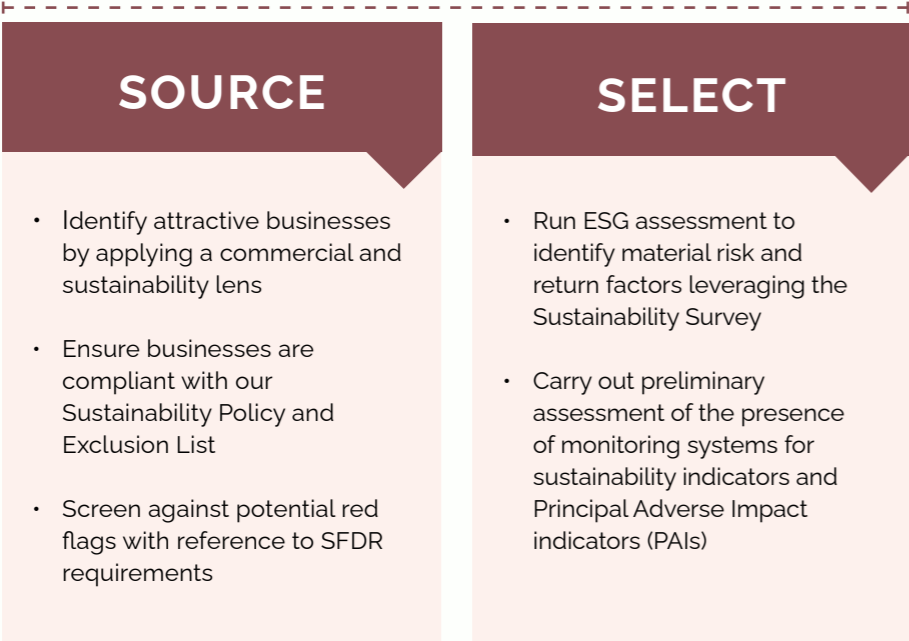 SOURCE
• Identify attractive businesses
by applying a commercial and
sustainability lens
• Ensure businesses are
compliant with our
Sustainability Policy and
Exclusion List
• Screen against potential red
flags with reference to SFDR
requirements
SELECT
• Run ESG assessment to
identify material risk and
return factors leveraging the
Sustainability Survey
• Carry out preliminary
assessment of the presence
of monitoring systems for
sustainability indicators and
Principal Adverse Impact
indicators (PAIs)